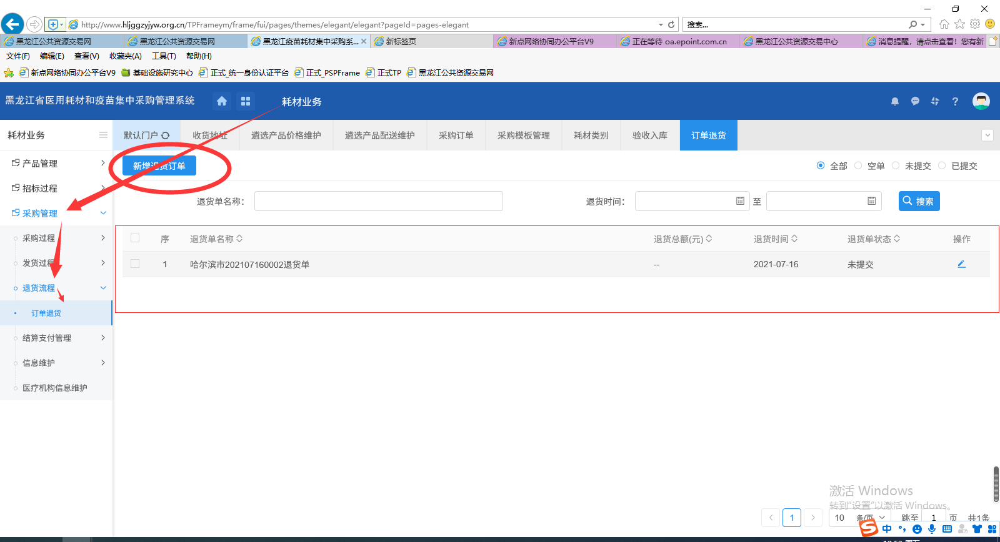 http://www.hljggzyjyw.org.cn/TPFrameym/frame/fui/pages/themes/elegant/elegant?pageId=pages-elegant
搜索...
黑龙江公共资源交易网
黑龙江公共资源交易网
黑龙江疫苗耗材集中采购系...
新标签页
新点网络协同办公平台V9
正在等待 oa.epoint.com.cn
黑龙江公共资源交易中心
消息提醒，请点击查看！您有新
文件(F) 编辑(E) 查看(V) 收藏夹(A) 工具(T) 帮助(H)
新点网络协同办公平台V9 基础设施研究中心 正式_统一身份认证平台 正式_PSPFrame 正式TP 黑龙江公共资源交易网
黑龙江省医用耗材和疫苗集中采购管理系统
耗材业务
耗材业务
默认门户 收货地址 遴选产品价格维护 遴选产品配送维护 采购订单 采购模板管理 耗材类别 验收入库 订单退货
产品管理
招标过程
采购管理
采购过程
发货过程
退货流程
订单退货
结算支付管理
信息维护
医疗机构信息维护
新增退货订单
全部 空单 未提交 已提交
退货单名称：
退货时间：
至
搜索
序 退货单名称 退货总额(元) 退货时间 退货单状态 操作
1 哈尔滨市202107160002退货单 -- 2021-07-16 未提交
激活 Windows
转到"设置"以激活 Windows。
1 10 条/页 跳至 1 页 共1条
中